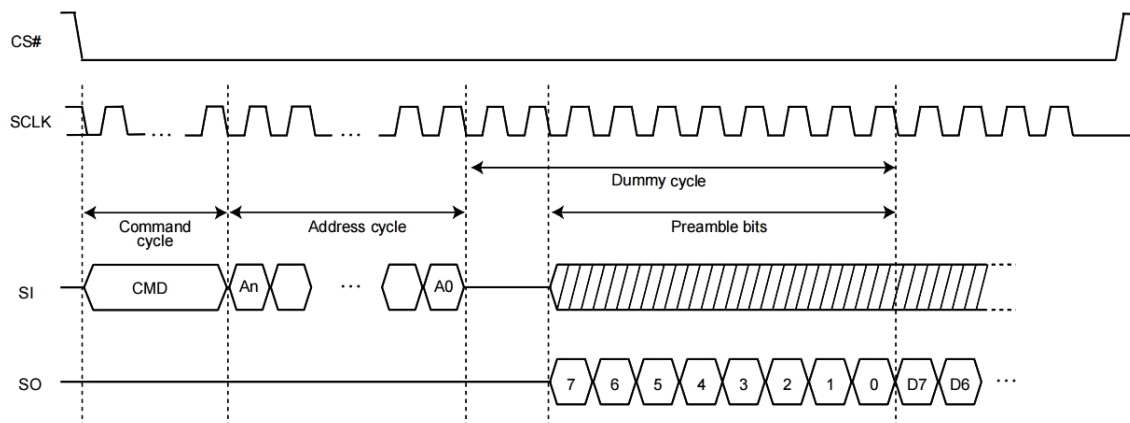 CS#
SCLK
...
...
Dummy cycle
Command
cycle
Address cycle
Preamble bits
SI
CMD
An
...
A0
SO
7 6 5 4 3 2 1 0 D7 D6 ...